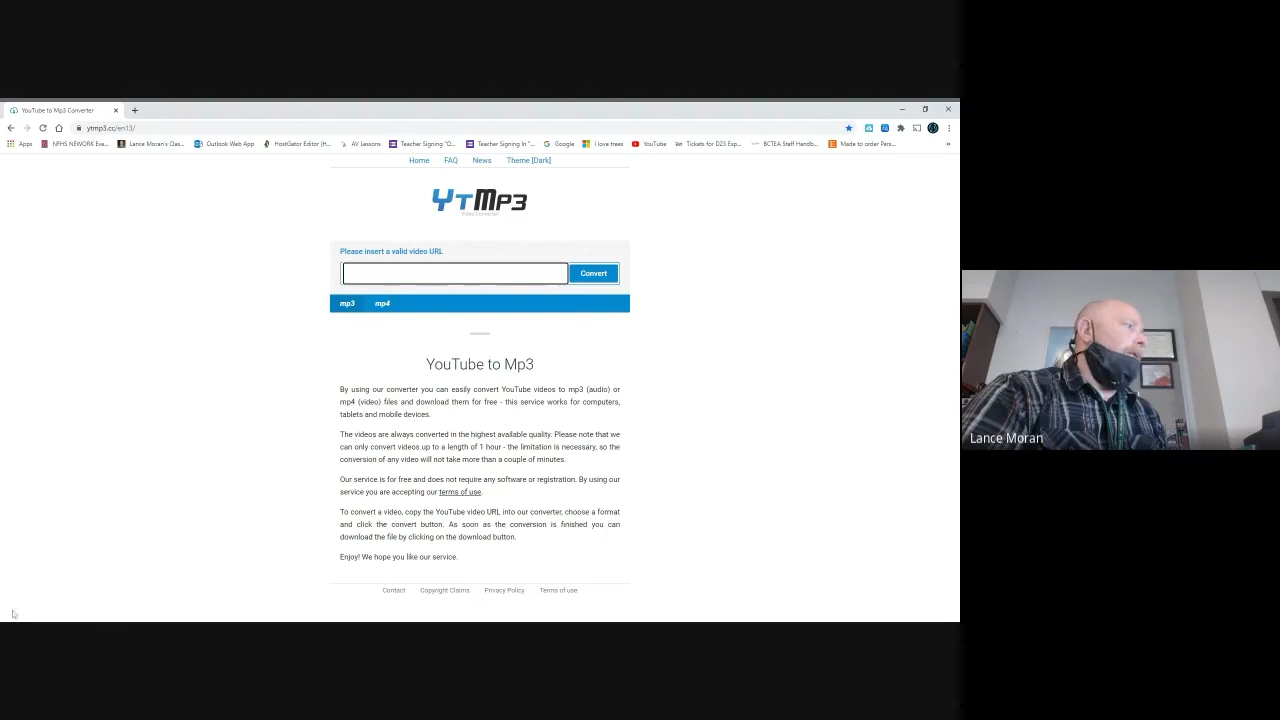 YouTube to Mp3 Converter
ytmp3.cc/en13/
Apps NFHS NEWORK Eve... Lance Moran's Clas... Outlook Web App HostGator Editor (H... AV Lessons Teacher Signing "O... Teacher Signing In "... Google I love trees YouTube Tickets for D23 Exp... BCTEA Staff Handb... Made to order Pers...
Home FAQ News Theme [Dark]
YTMP3
Video Converter
Please insert a valid video URL
Convert
mp3 mp4
YouTube to Mp3
By using our converter you can easily convert YouTube videos to mp3 (audio) or
mp4 (video) files and download them for free - this service works for computers,
tablets and mobile devices.
The videos are always converted in the highest available quality. Please note that we
can only convert videos up to a length of 1 hour - the limitation is necessary, so the
conversion of any video will not take more than a couple of minutes.
Our service is for free and does not require any software or registration. By using our
service you are accepting our terms of use.
To convert a video, copy the YouTube video URL into our converter, choose a format
and click the convert button. As soon as the conversion is finished you can
download the file by clicking on the download button.
Enjoy! We hope you like our service.
Contact Copyright Claims Privacy Policy Terms of use
Lance Moran